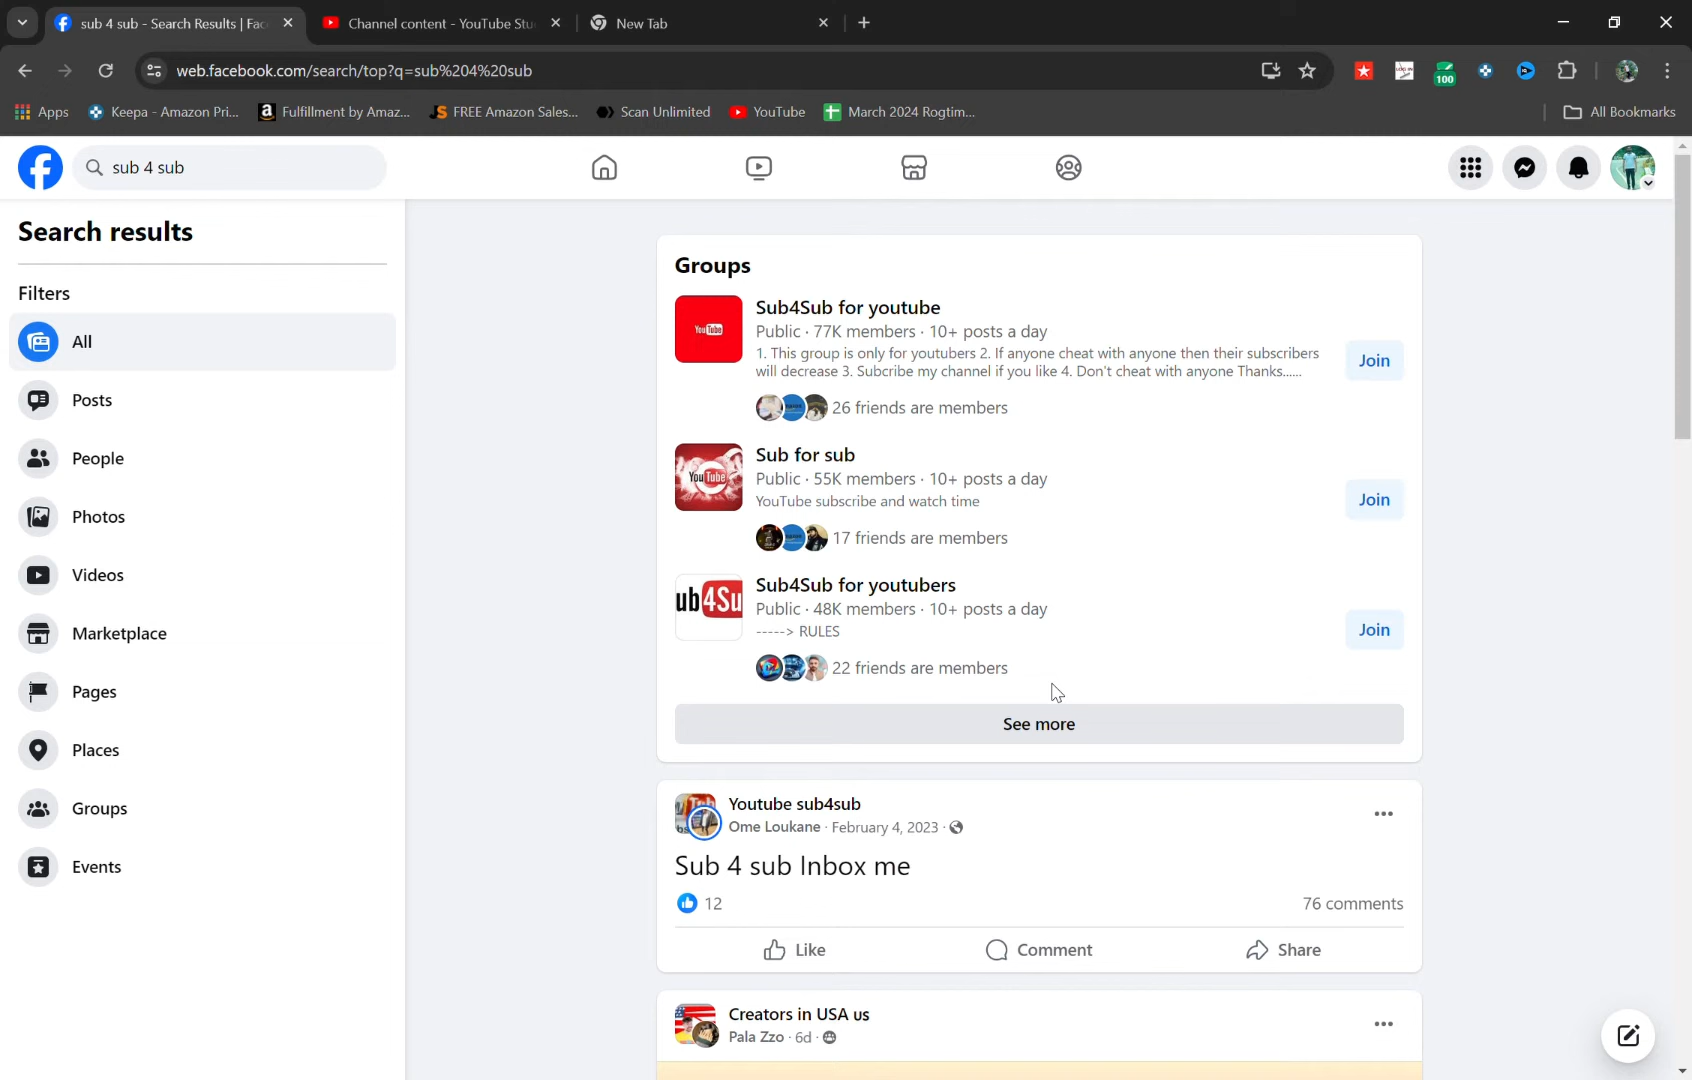 sub 4 sub - Search Results | Fac
Channel content - YouTube Stu
New Tab
web.facebook.com/search/top?q=sub%204%20sub
100
Apps
Keepa - Amazon Pri...
Fulfillment by Amaz...
FREE Amazon Sales...
Scan Unlimited
YouTube
March 2024 Rogtim...
All Bookmarks
sub 4 sub
Search results
Filters
All
Posts
People
Photos
Videos
Marketplace
Pages
Places
Groups
Events
Groups
YouTube
Sub4Sub for youtube
Public · 77K members · 10+ posts a day
1. This group is only for youtubers 2. If anyone cheat with anyone then their subscribers
will decrease 3. Subcribe my channel if you like 4. Don't cheat with anyone Thanks......
26 friends are members
Join
YouTube
Sub for sub
Public · 55K members · 10+ posts a day
YouTube subscribe and watch time
17 friends are members
Join
ub4Su
Sub4Sub for youtubers
Public · 48K members · 10+ posts a day
-----> RULES
22 friends are members
Join
See more
Youtube sub4sub
Ome Loukane · February 4, 2023 ·
Sub 4 sub Inbox me
12
76 comments
Like
Comment
Share
Creators in USA us
Pala Zzo · 6d ·